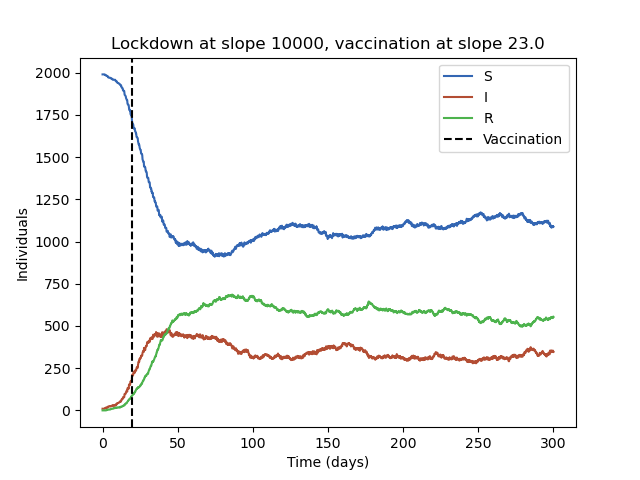 Lockdown at slope 10000, vaccination at slope 23.0
2000
1750
1500
1250
1000
750
500
250
0
Individuals
S
I
R
Vaccination
0 50 100 150 200 250 300
Time (days)